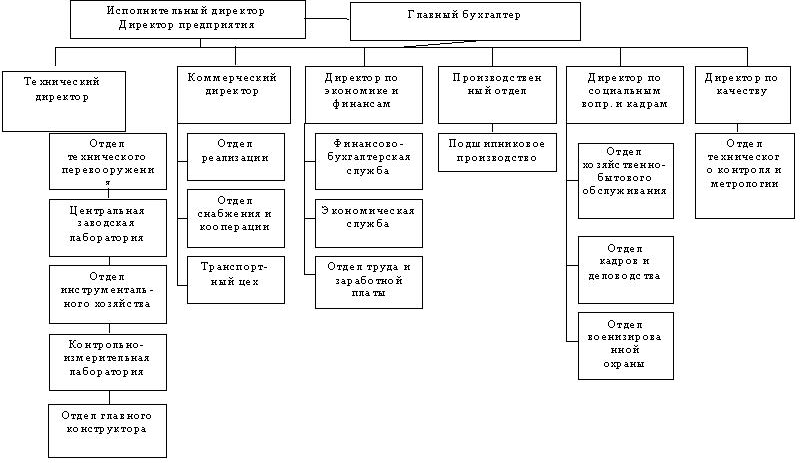 Исполнительный директор
Директор предприятия
Главный бухгалтер
Технический
директор
Коммерческий
директор
Директор по
экономике и
финансам
Производствен
ный отдел
Директор по
социальным
вопр. и кадрам
Директор по
качеству
Отдел
технического
перевооружени
я
Центральная
заводская
лаборатория
Отдел
инструменталь-
ного хозяйства
Контрольно-
измерительная
лаборатория
Отдел главного
конструктора
Отдел
реализации
Отдел
снабжения и
кооперации
Транспорт-
ный цех
Финансово-
бухгалтерская
служба
Экономическая
служба
Отдел труда и
заработной
платы
Подшипниковое
производство
Отдел
хозяйственно-
бытового
обслуживания
Отдел
кадров и
деловодства
Отдел
военизирова
нной
охраны
Отдел
техническог
о контроля и
метрологии